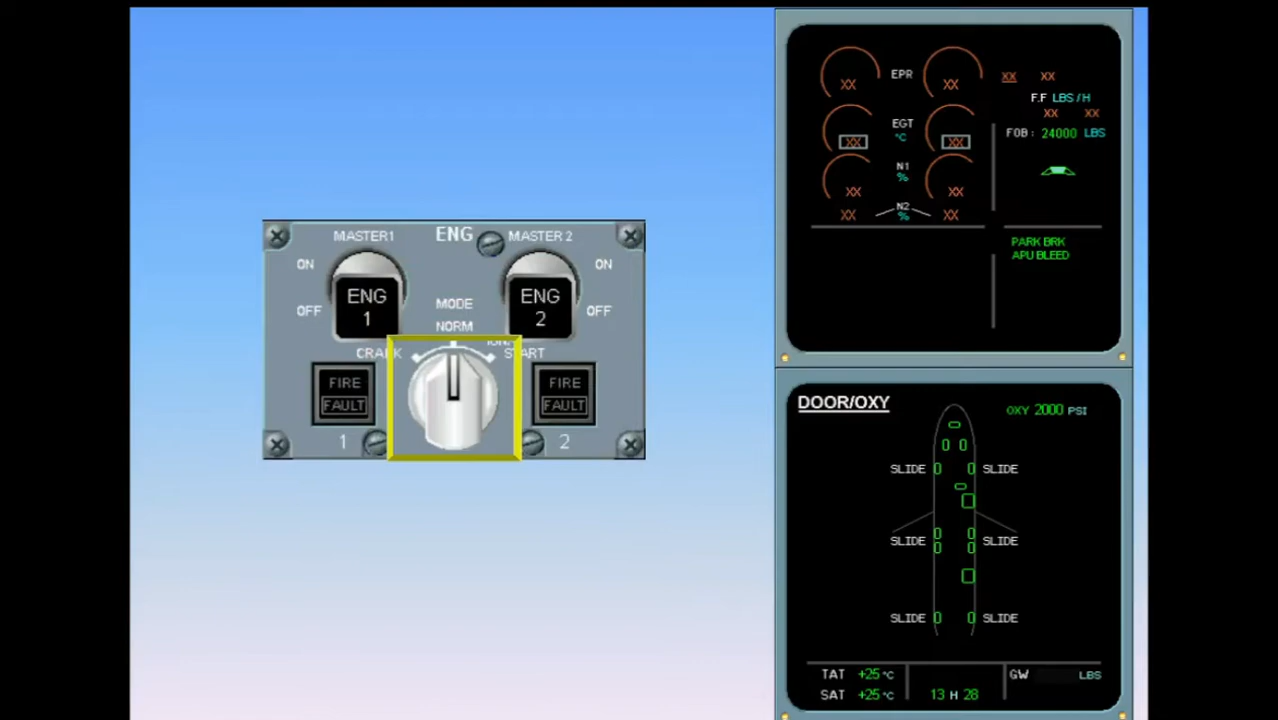 MASTER1 ENG MASTER 2
ON ON
ENG 1
ENG 2
OFF OFF
MODE
NORM
CRANK START
FIRE
FAULT
FIRE
FAULT
1 2
XX EPR XX XX XX
F.F LBS/H
XX XX
EGT
°C
XX XX
FOB: 24000 LBS
N1
%
XX XX
N2
%
XX XX
PARK BRK
APU BLEED
DOOR/OXY
OXY 2000 PSI
SLIDE SLIDE
SLIDE SLIDE
SLIDE SLIDE
TAT +25 °C GW LBS
SAT +25 °C 13 H 28